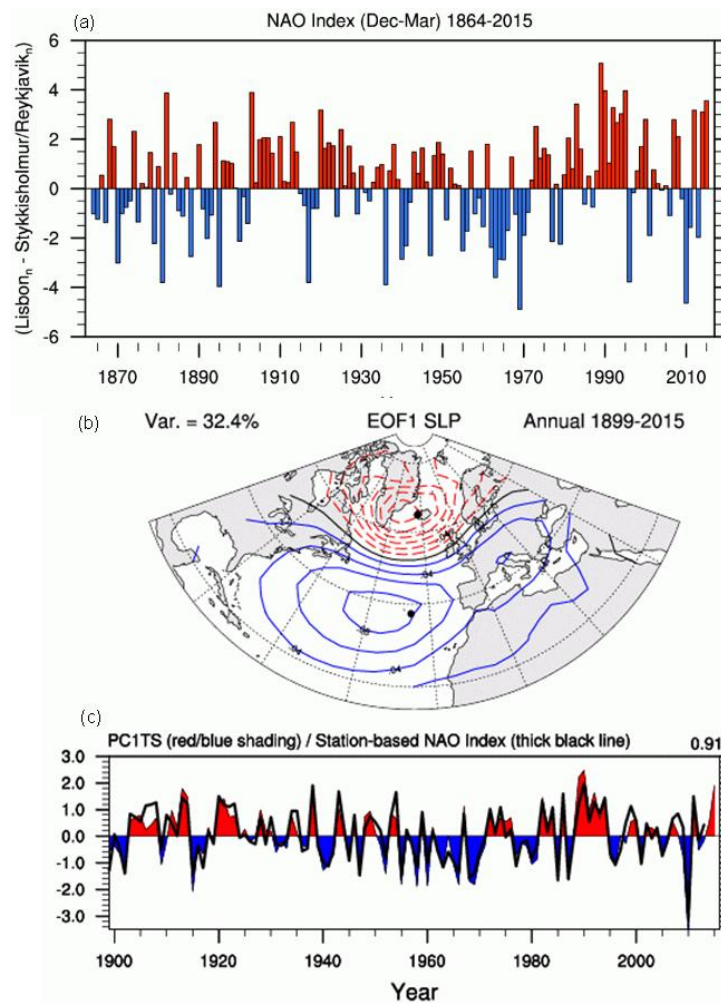 (a)
NAO Index (Dec-Mar) 1864-2015
(Lisbonn - Stykkisholmur/Reykjavikn)
6
4
2
0
-2
-4
-6
1870 1890 1910 1930 1950 1970 1990 2010
(b)
Var. = 32.4% EOF1 SLP Annual 1899-2015
.04
.04
.04
(c)
PC1TS (red/blue shading) / Station-based NAO Index (thick black line) 0.91
3.0
2.0
1.0
0.0
-1.0
-2.0
-3.0
1900 1920 1940 1960 1980 2000
Year